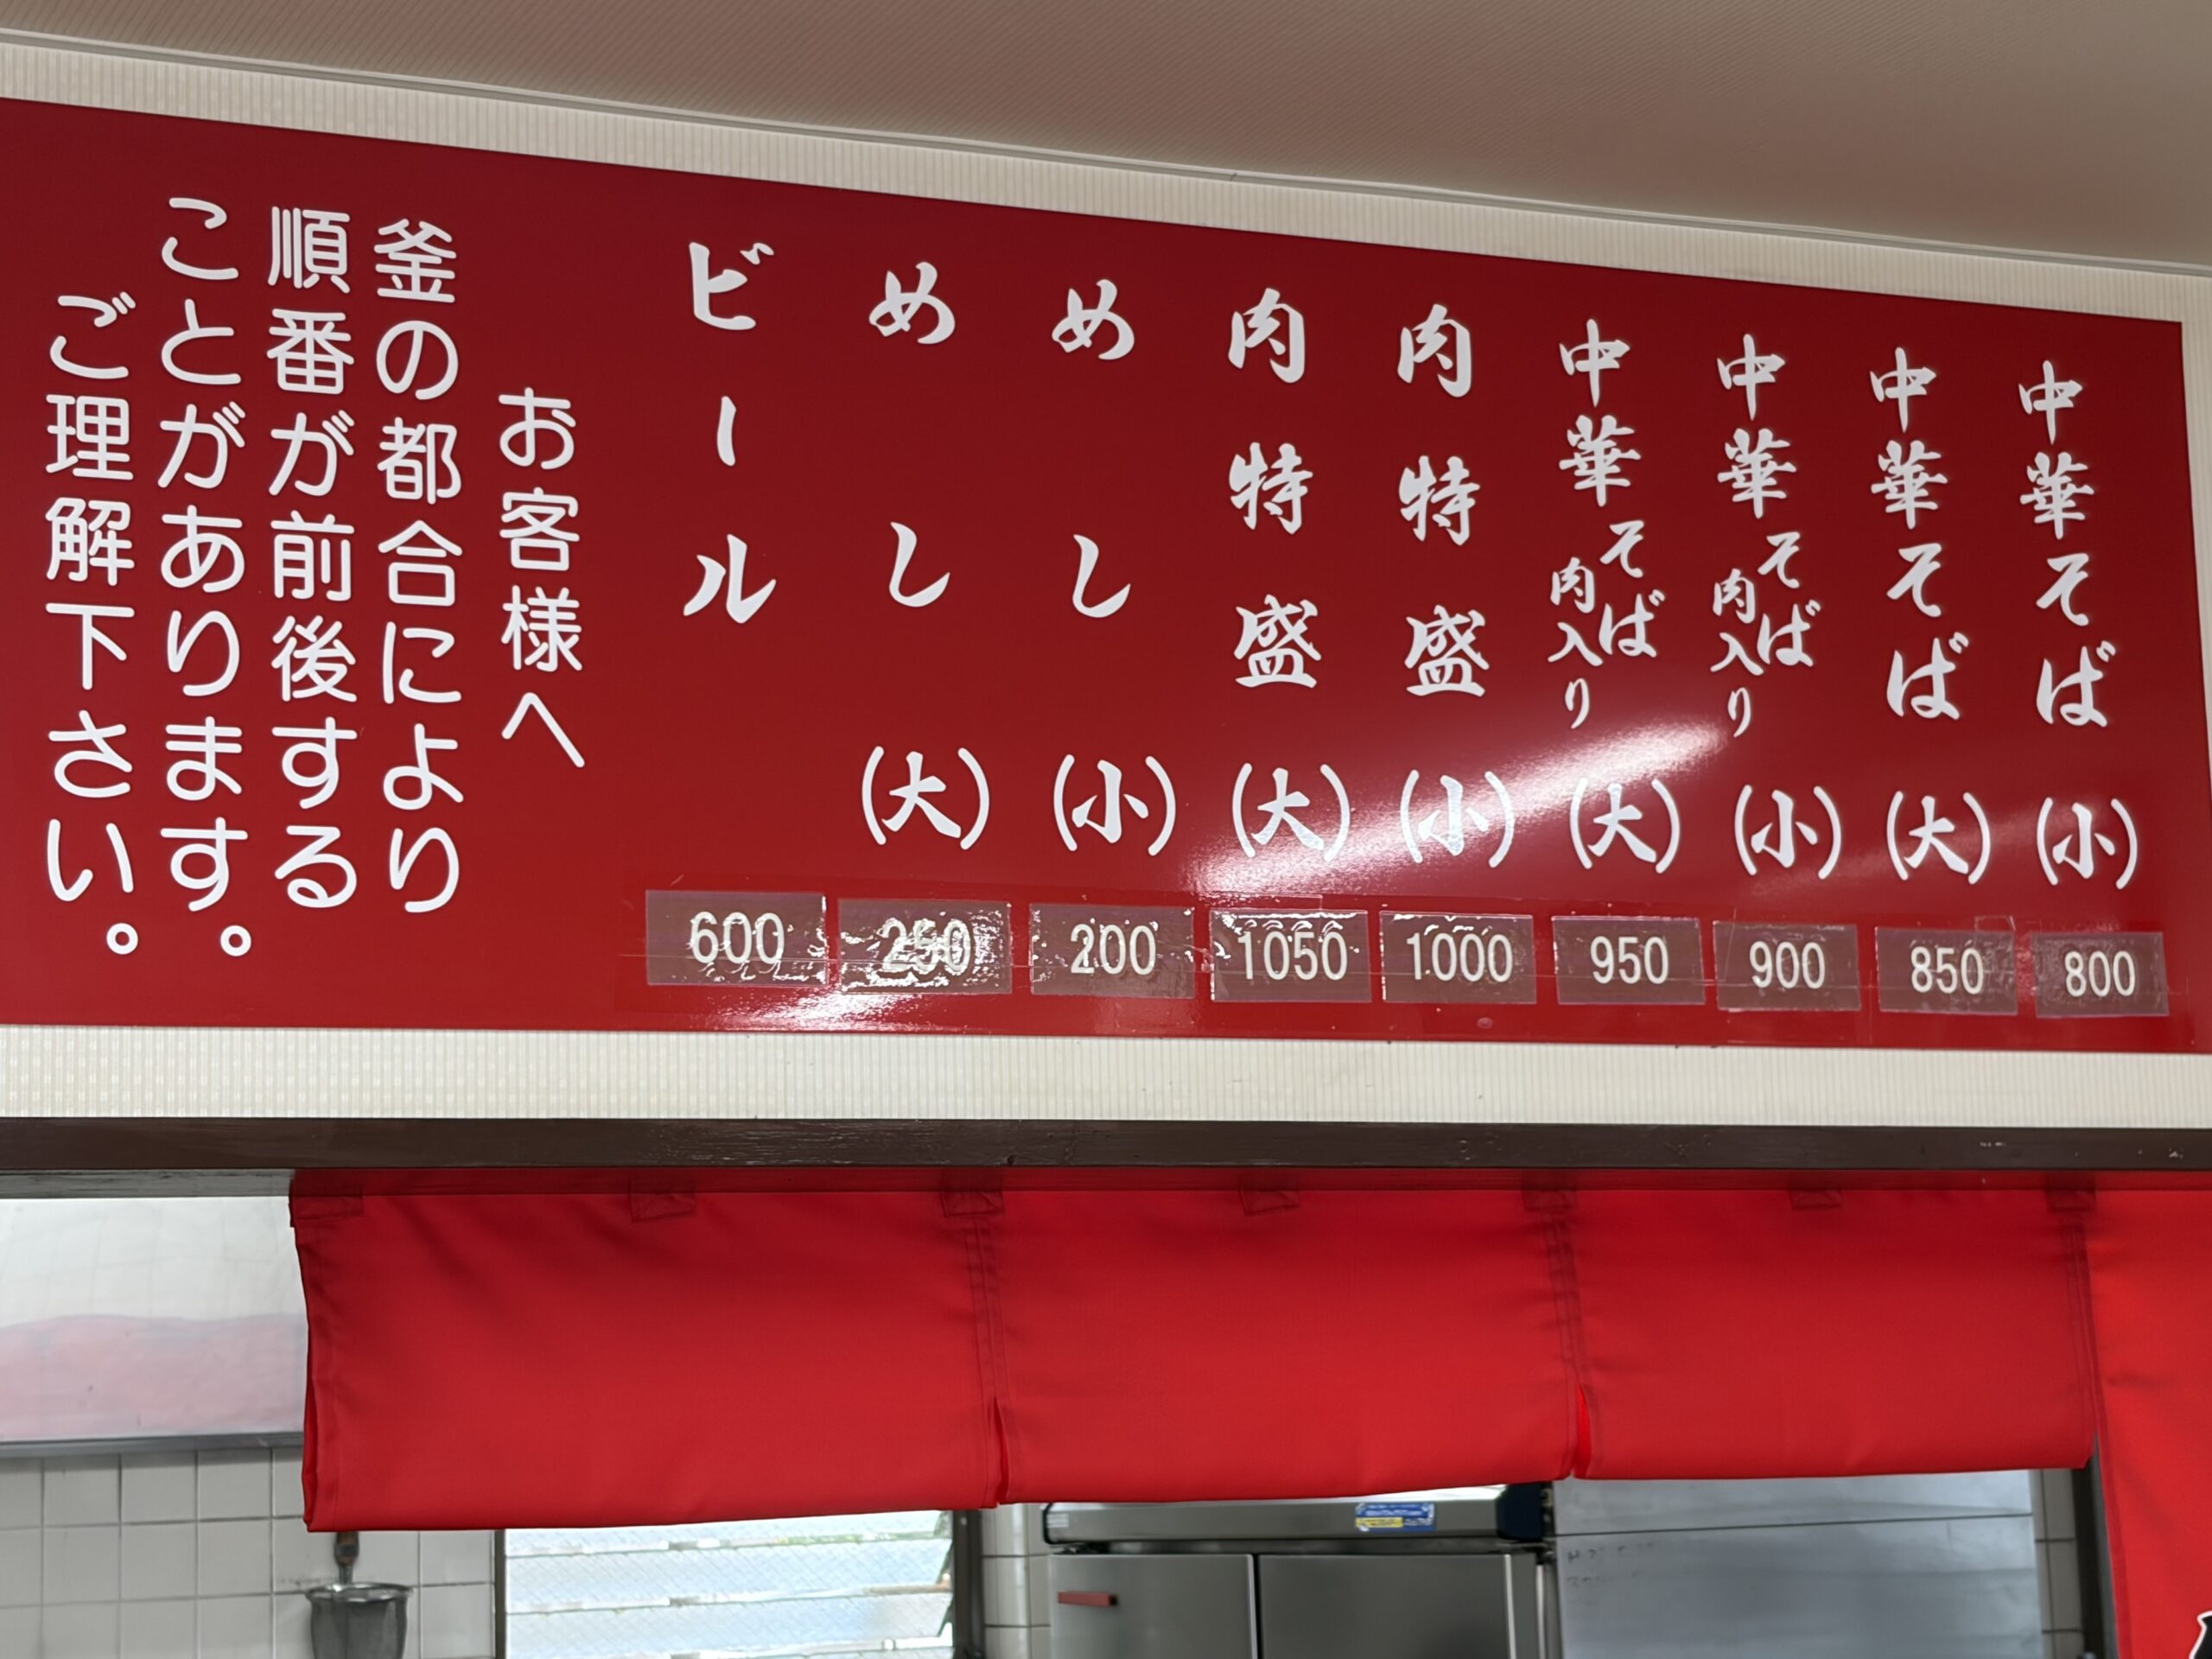 中華そば (小) 800
中華そば (大) 850
中華そば 肉入り (小) 900
中華そば 肉入り (大) 950
肉特盛 (小) 1000
肉特盛 (大) 1050
めし (小) 200
めし (大) 250
ビール 600
お客様へ
釜の都合により
順番が前後する
ことがあります。
ご理解下さい。